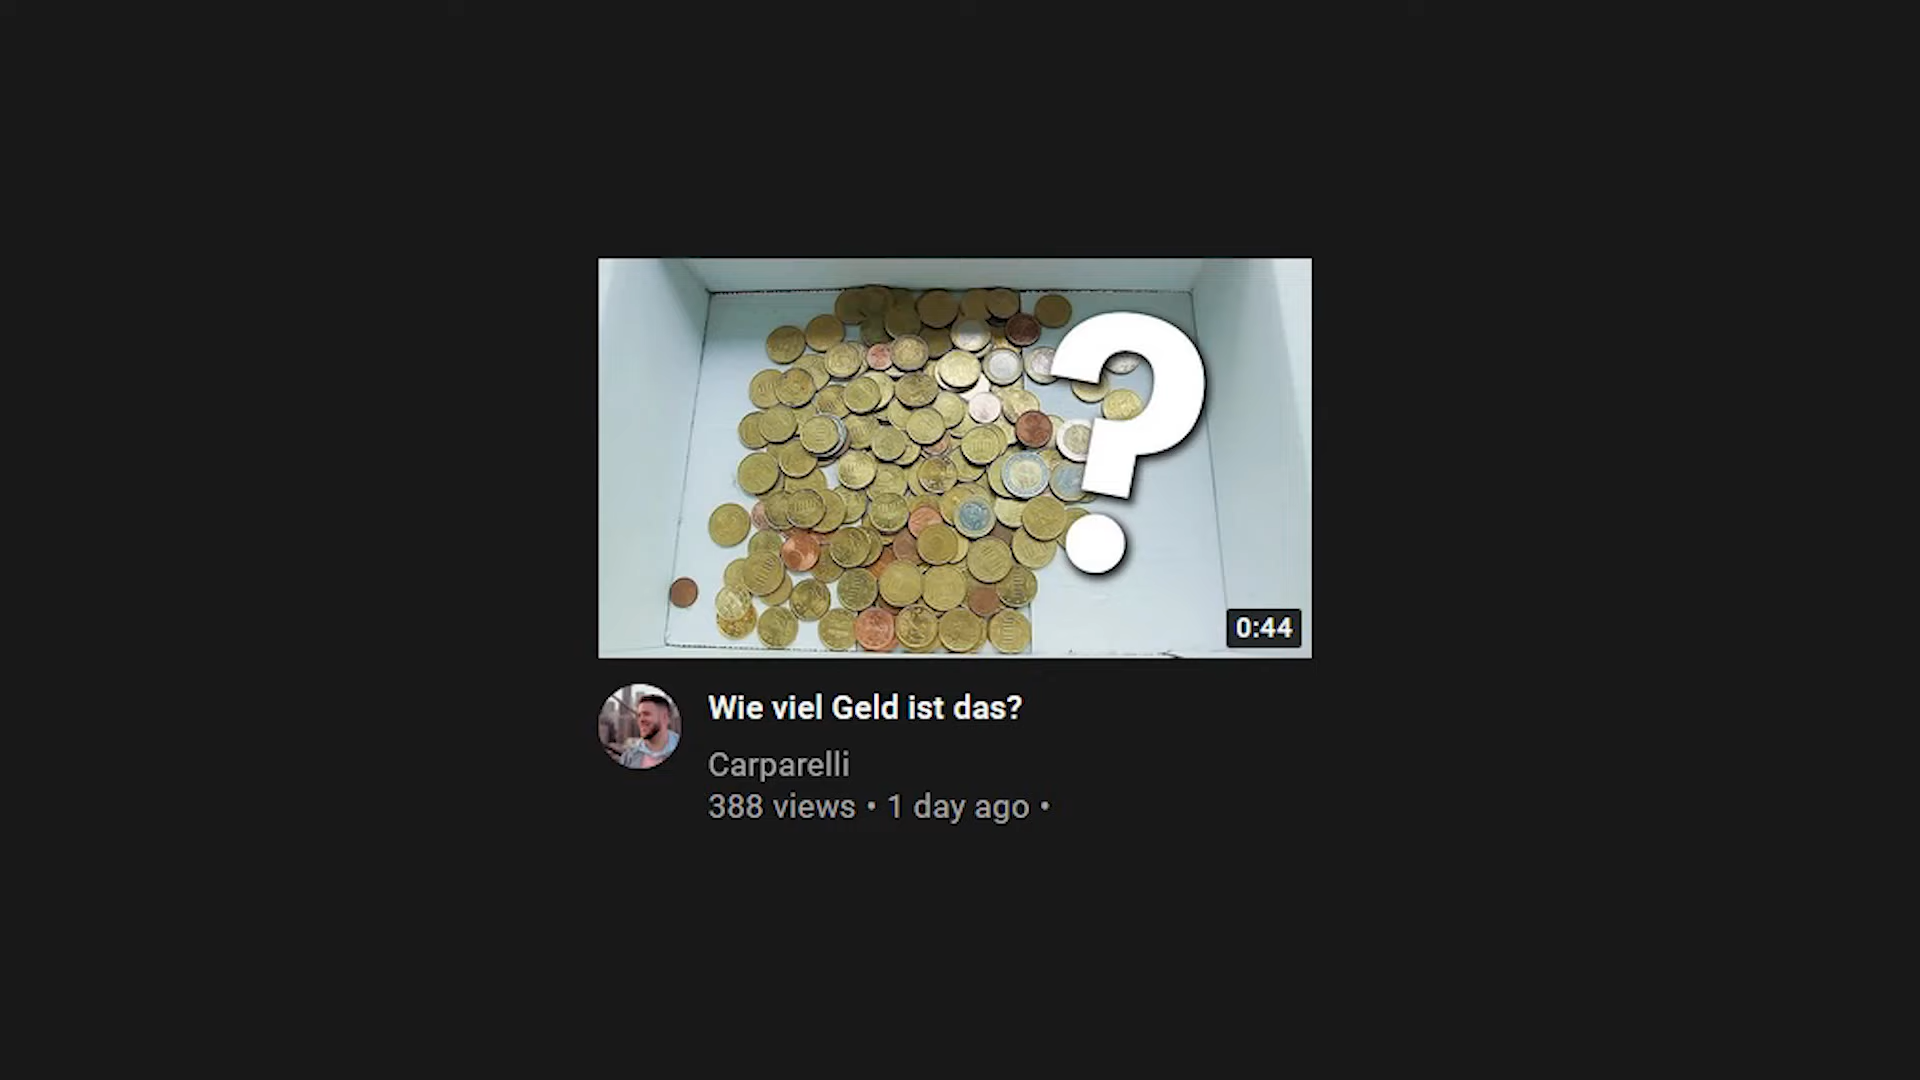 ?
0:44
Wie viel Geld ist das?
Carparelli
388 views • 1 day ago •